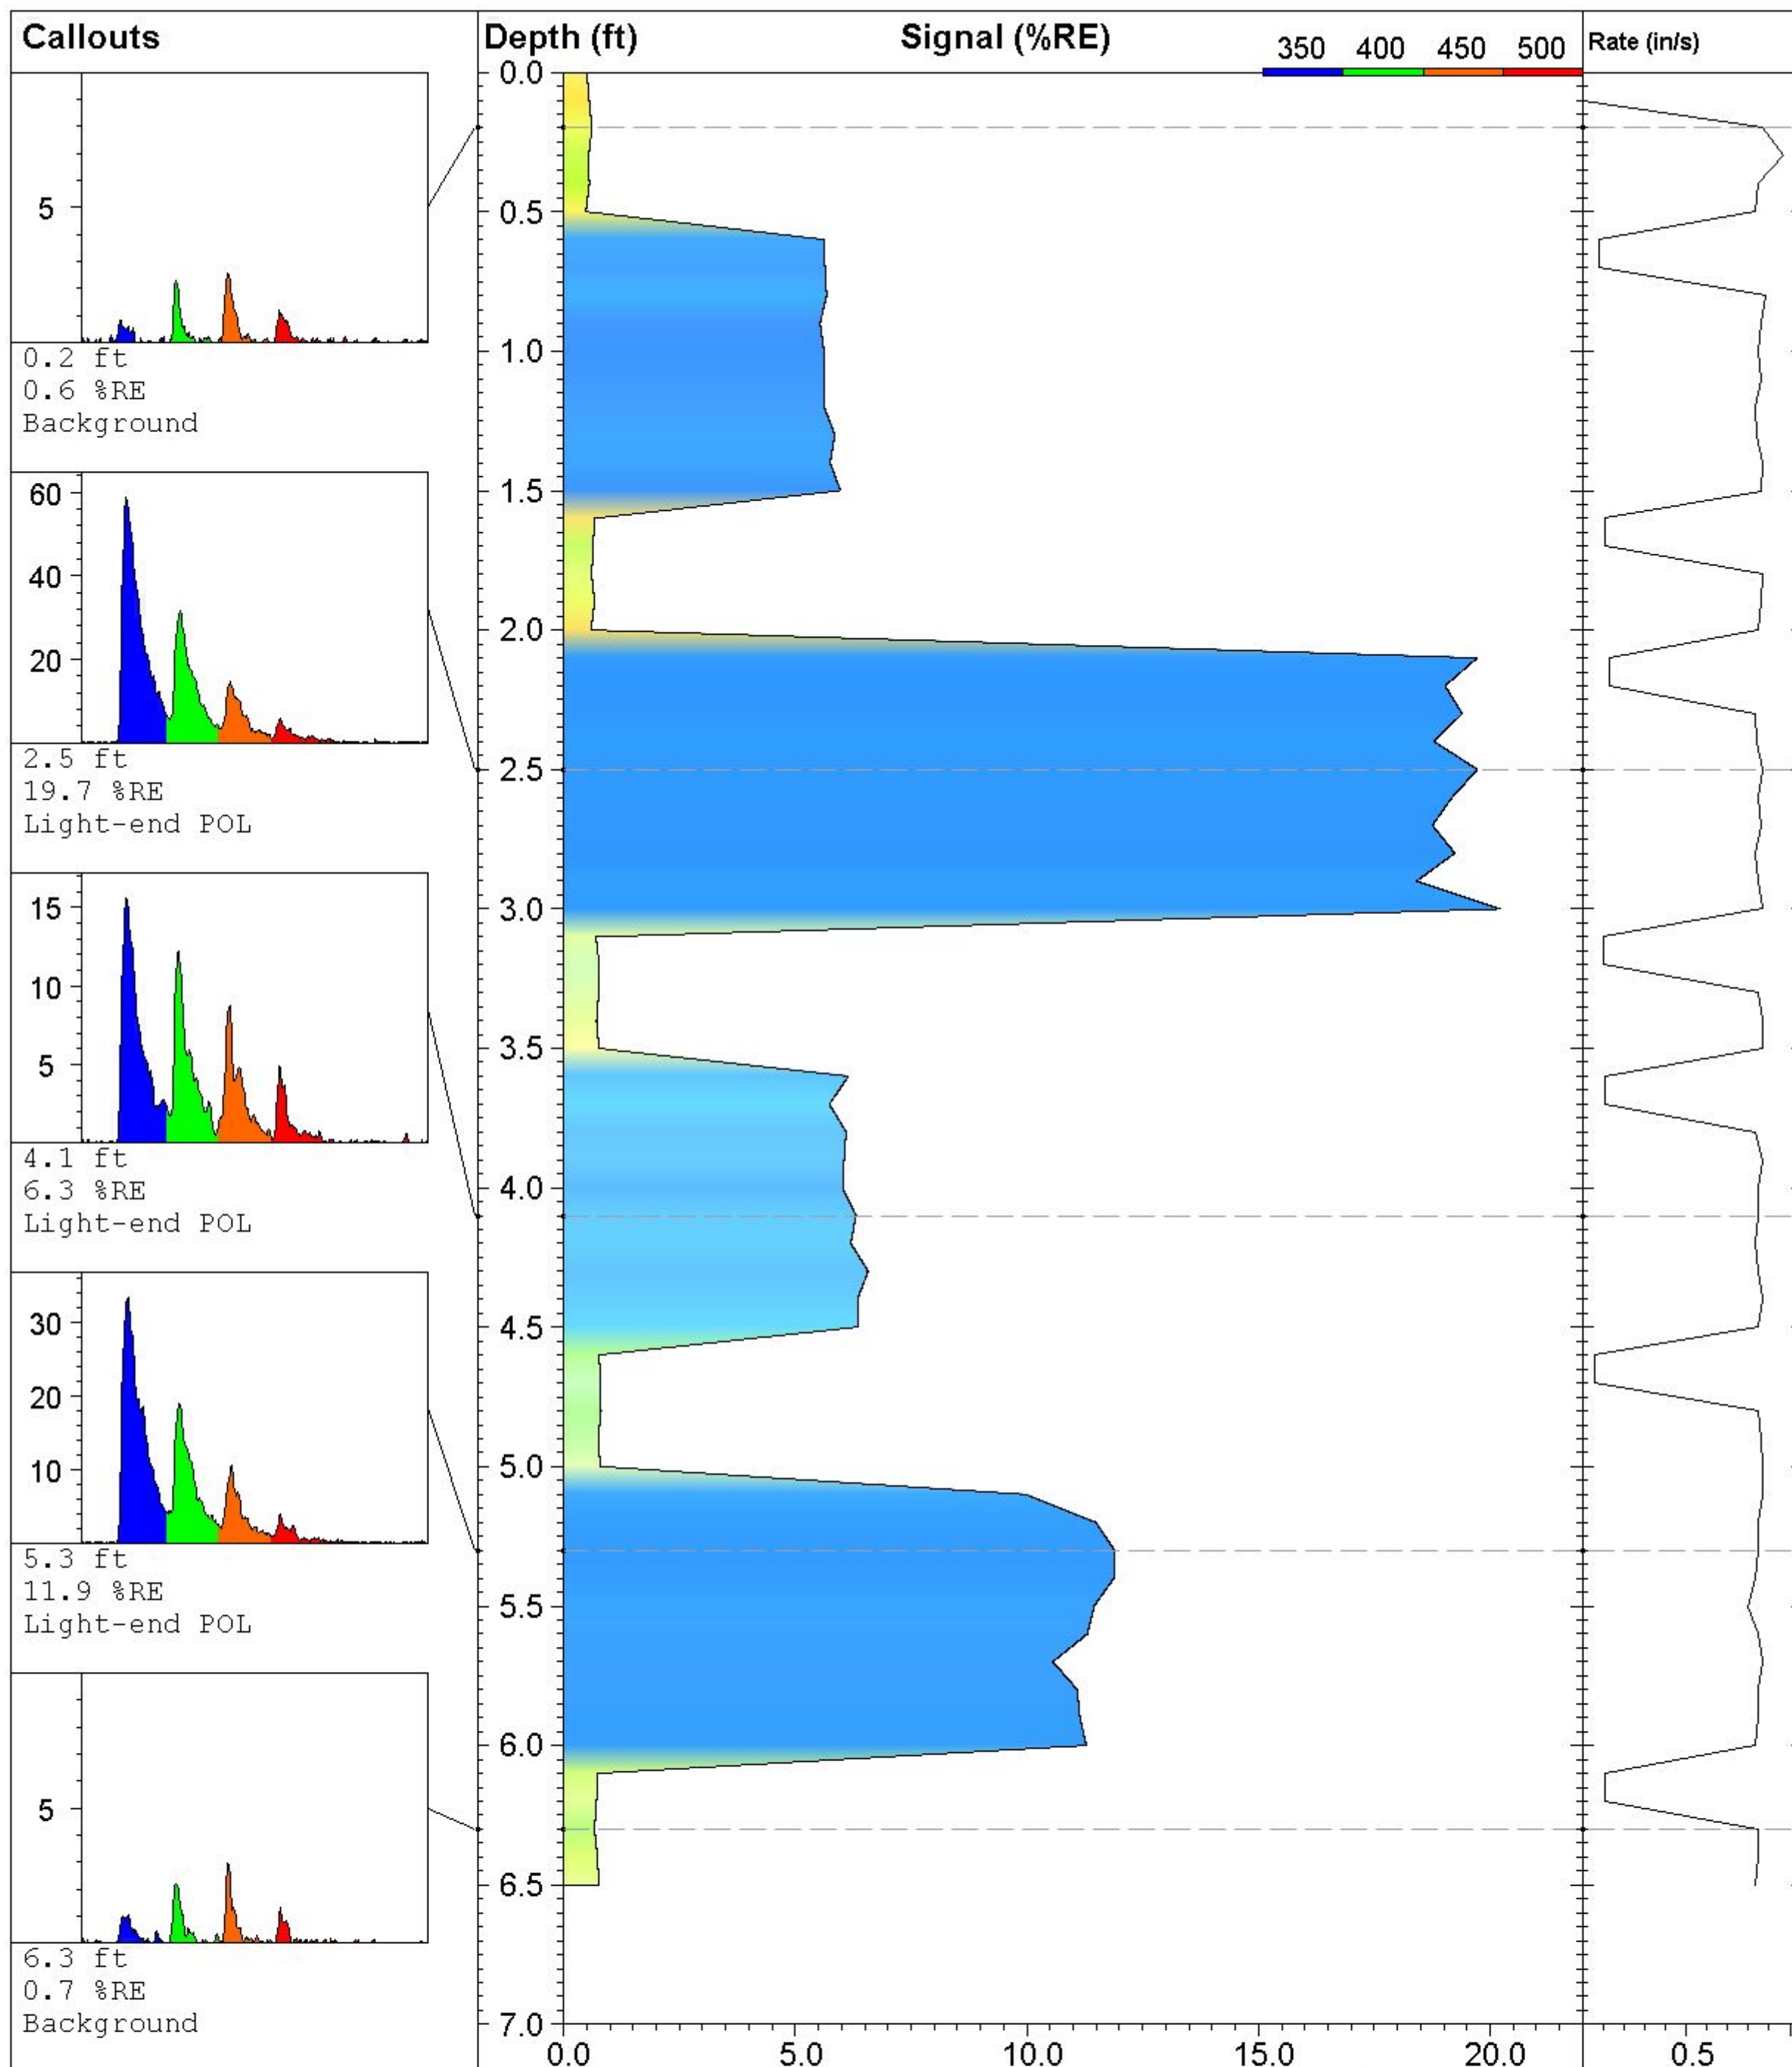 Callouts
Depth (ft)
Signal (%RE)
350 400 450 500
Rate (in/s)
5
0.2 ft
0.6 %RE
Background
60
40
20
2.5 ft
19.7 %RE
Light-end POL
15
10
5
4.1 ft
6.3 %RE
Light-end POL
30
20
10
5.3 ft
11.9 %RE
Light-end POL
5
6.3 ft
0.7 %RE
Background
0.0
0.5
1.0
1.5
2.0
2.5
3.0
3.5
4.0
4.5
5.0
5.5
6.0
6.5
7.0
0.0 5.0 10.0 15.0 20.0
0.5